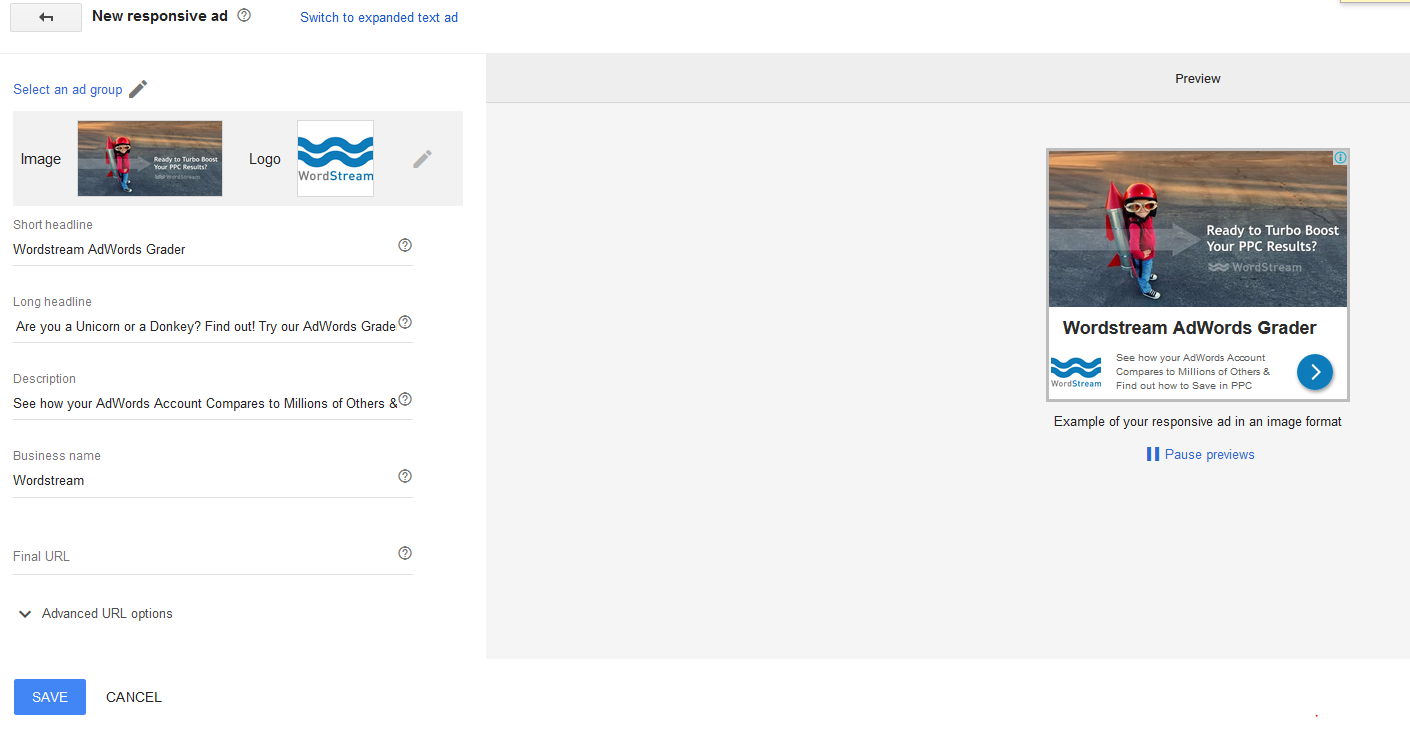 New responsive ad
Switch to expanded text ad
Select an ad group
Image
Ready to Turbo Boost
Your PPC Results?
WordStream
Logo
WordStream
Short headline
Wordstream AdWords Grader
Long headline
Are you a Unicorn or a Donkey? Find out! Try our AdWords Grade
Description
See how your AdWords Account Compares to Millions of Others &
Business name
Wordstream
Final URL
Advanced URL options
SAVE
CANCEL
Preview
Ready to Turbo Boost
Your PPC Results?
WordStream
Wordstream AdWords Grader
WordStream
See how your AdWords Account
Compares to Millions of Others &
Find out how to Save in PPC
Example of your responsive ad in an image format
Pause previews